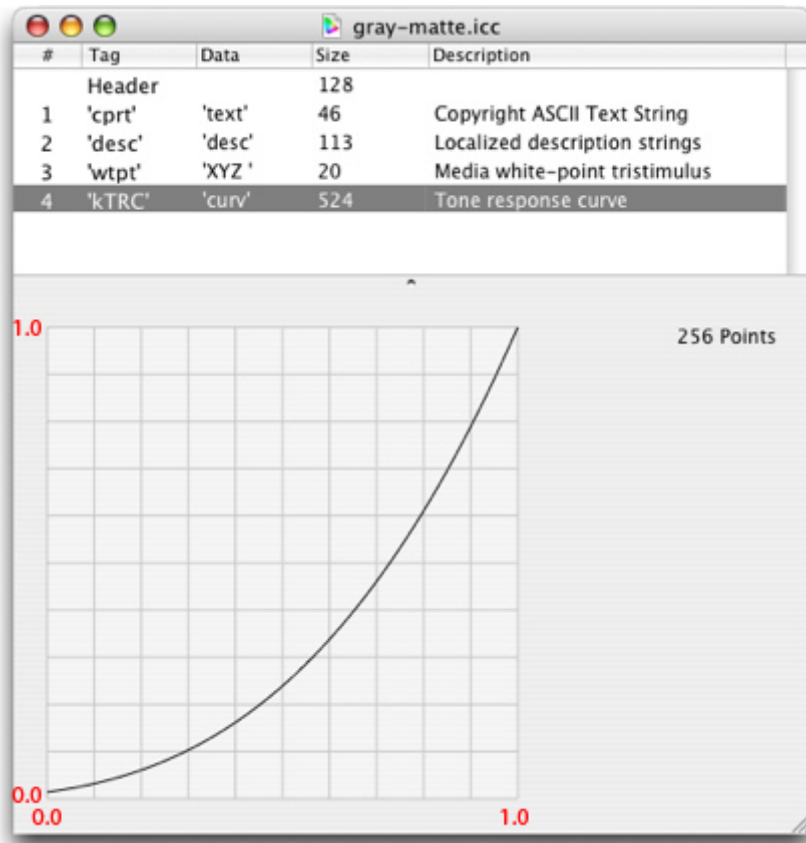 gray-matte.icc
# Tag Data Size Description
Header 128
1 'cprt' 'text' 46 Copyright ASCII Text String
2 'desc' 'desc' 113 Localized description strings
3 'wtpt' 'XYZ ' 20 Media white-point tristimulus
4 'kTRC' 'curv' 524 Tone response curve
1.0
256 Points
0.0
0.0 1.0